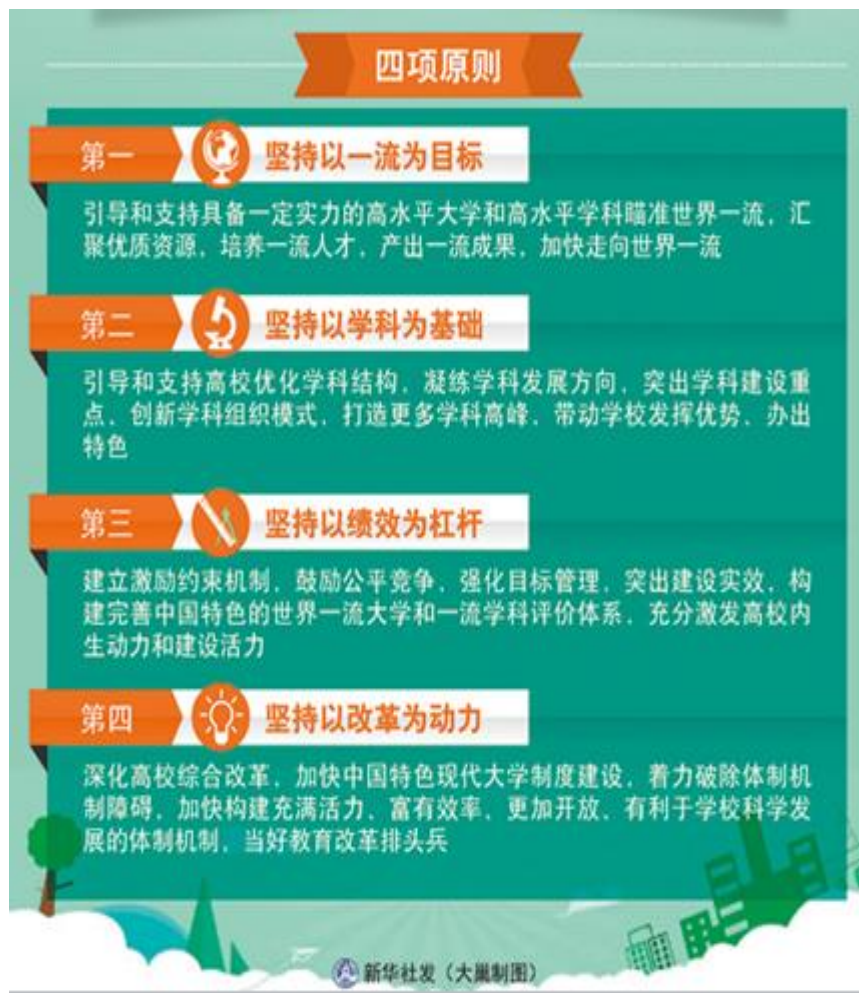 四项原则
第一 坚持以一流为目标
引导和支持具备一定实力的高水平大学和高水平学科瞄准世界一流，汇
聚优质资源，培养一流人才，产出一流成果，加快走向世界一流
第二 坚持以学科为基础
引导和支持高校优化学科结构，凝练学科发展方向，突出学科建设重
点，创新学科组织模式，打造更多学科高峰，带动学校发挥优势、办出
特色
第三 坚持以绩效为杠杆
建立激励约束机制，鼓励公平竞争，强化目标管理，突出建设实效，构
建完善中国特色的世界一流大学和一流学科评价体系，充分激发高校内
生动力和建设活力
第四 坚持以改革为动力
深化高校综合改革，加快中国特色现代大学制度建设，着力破除体制机
制障碍，加快构建充满活力、富有效率、更加开放、有利于学校科学发
展的体制机制，当好教育改革排头兵
新华社发（大巢制图）